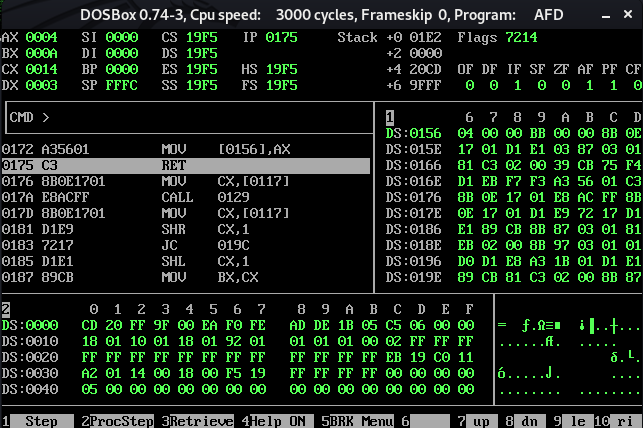 DOSBox 0.74-3, Cpu speed: 3000 cycles, Frameskip 0, Program: AFD
AX 0004 SI 0000 CS 19F5 IP 0175 Stack +0 01E2 Flags 7214
BX 000A DI 0000 DS 19F5 +2 0000
CX 0014 BP 0000 ES 19F5 HS 19F5 +4 20CD OF DF IF SF ZF AF PF CF
DX 0003 SP FFFC SS 19F5 FS 19F5 +6 9FFF 0 0 1 0 0 1 1 0
CMD >
1 6 7 8 9 A B C D
DS:0156 04 00 00 BB 00 00 8B 0E
DS:015E 17 01 D1 E1 03 87 03 01
DS:0166 81 C3 02 00 39 CB 75 F4
DS:016E D1 EB F7 F3 A3 56 01 C3
DS:0176 8B 0E 17 01 E8 AC FF 8B
DS:017E 0E 17 01 D1 E9 72 17 D1
DS:0186 E1 89 CB 8B 87 03 01 81
DS:018E EB 02 00 8B 97 03 01 01
DS:0196 D0 D1 E8 A3 1B 01 D1 E1
DS:019E 89 CB 81 C3 02 00 8B 87
0172 A35601 MOV [0156],AX
0175 C3 RET
0176 8B0E1701 MOV CX,[0117]
017A E8ACFF CALL 0129
017D 8B0E1701 MOV CX,[0117]
0181 D1E9 SHR CX,1
0183 7217 JC 019C
0185 D1E1 SHL CX,1
0187 89CB MOV BX,CX
2 0 1 2 3 4 5 6 7 8 9 A B C D E F
DS:0000 CD 20 FF 9F 00 EA F0 FE AD DE 1B 05 C5 06 00 00
DS:0010 18 01 10 01 18 01 92 01 01 01 01 00 02 FF FF FF
DS:0020 FF FF FF FF FF FF FF FF FF FF FF FF EB 19 C0 11
DS:0030 A2 01 14 00 18 00 F5 19 FF FF FF FF 00 00 00 00
DS:0040 05 00 00 00 00 00 00 00 00 00 00 00 00 00 00 00
1 Step 2 ProcStep 3 Retrieve 4 Help ON 5 BRK Menu 6 7 up 8 dn 9 le 10 ri